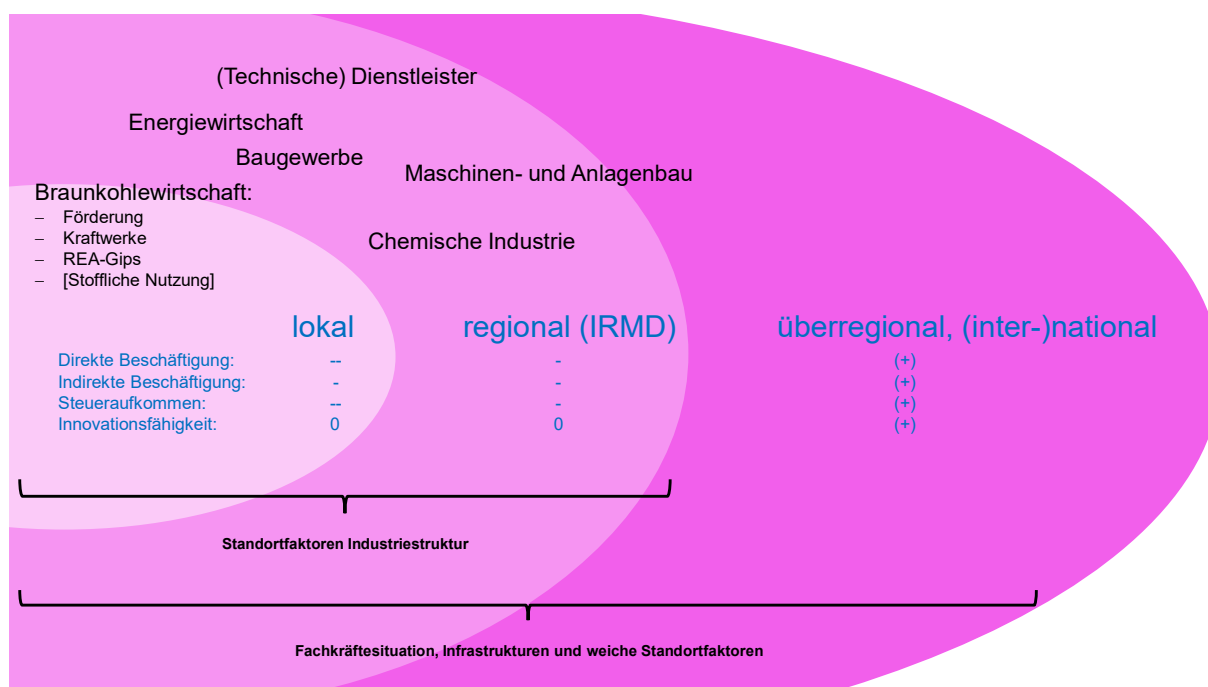 (Technische) Dienstleister
Energiewirtschaft
Baugewerbe
Maschinen- und Anlagenbau
Braunkohlewirtschaft:
– Förderung
– Kraftwerke
– REA-Gips
– [Stoffliche Nutzung]
Chemische Industrie
lokal regional (IRMD) überregional, (inter-)national
Direkte Beschäftigung: -- - (+)
Indirekte Beschäftigung: - - (+)
Steueraufkommen: -- - (+)
Innovationsfähigkeit: 0 0 (+)
Standortfaktoren Industriestruktur
Fachkräftesituation, Infrastrukturen und weiche Standortfaktoren